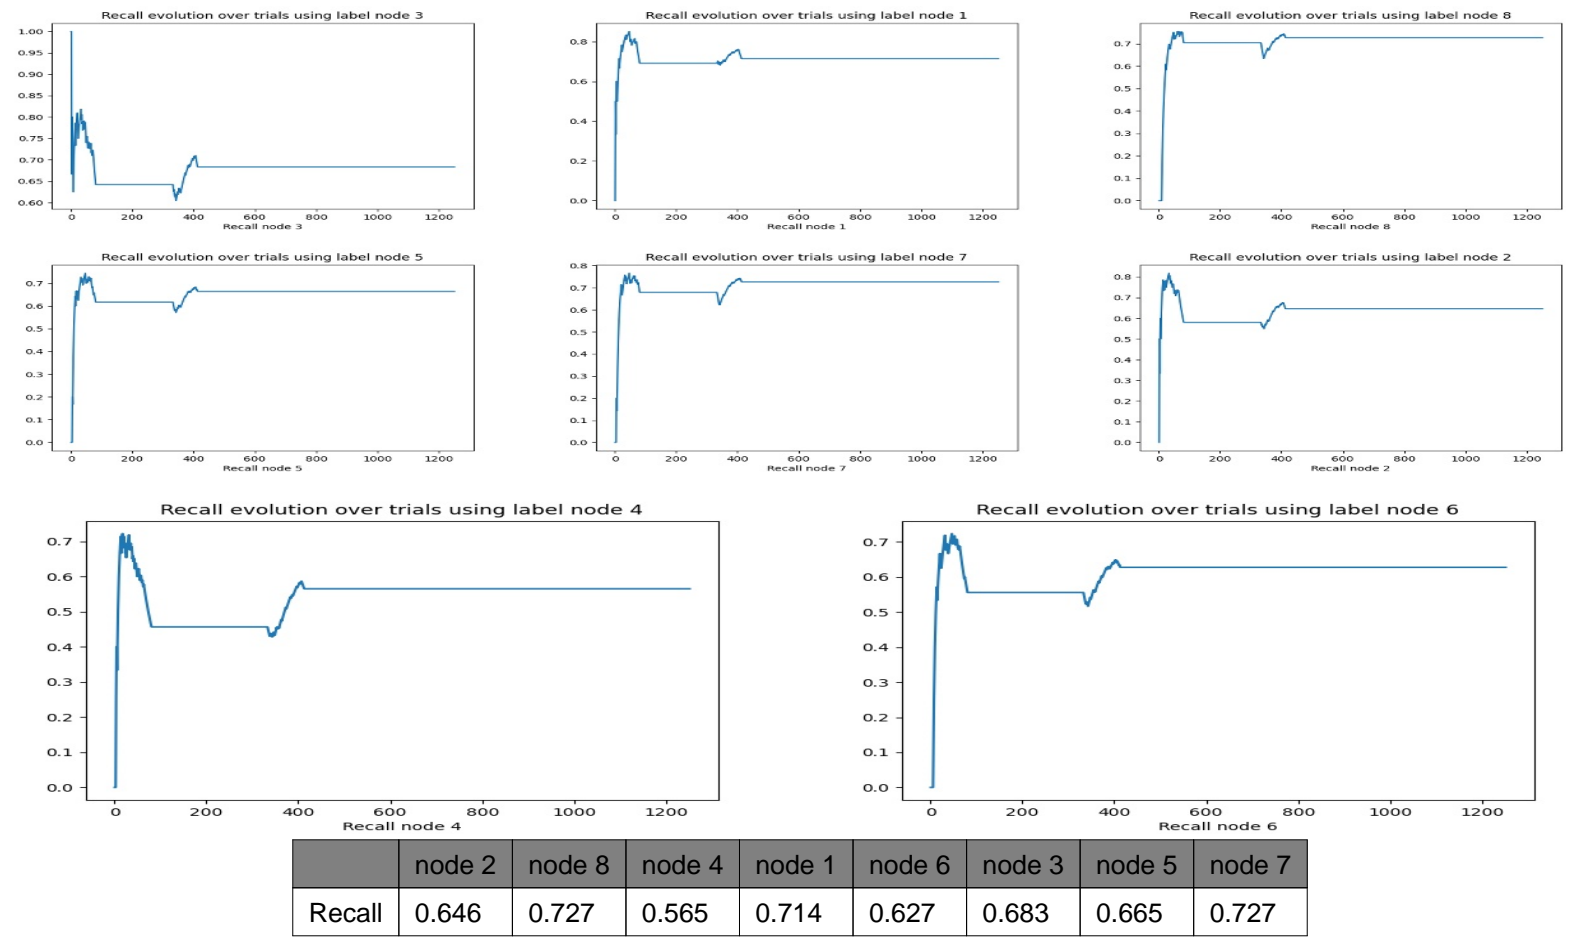 Recall evolution over trials using label node 3
1.00
0.95
0.90
0.85
0.80
0.75
0.70
0.65
0.60
0 200 400 600 800 1000 1200
Recall node 3
Recall evolution over trials using label node 1
0.8
0.6
0.4
0.2
0.0
0 200 400 600 800 1000 1200
Recall node 1
Recall evolution over trials using label node 8
0.7
0.6
0.5
0.4
0.3
0.2
0.1
0.0
0 200 400 600 800 1000 1200
Recall node 8
Recall evolution over trials using label node 5
0.7
0.6
0.5
0.4
0.3
0.2
0.1
0.0
0 200 400 600 800 1000 1200
Recall node 5
Recall evolution over trials using label node 7
0.8
0.7
0.6
0.5
0.4
0.3
0.2
0.1
0.0
0 200 400 600 800 1000 1200
Recall node 7
Recall evolution over trials using label node 2
0.8
0.7
0.6
0.5
0.4
0.3
0.2
0.1
0.0
0 200 400 600 800 1000 1200
Recall node 2
Recall evolution over trials using label node 4
0.7
0.6
0.5
0.4
0.3
0.2
0.1
0.0
0 200 400 600 800 1000 1200
Recall node 4
Recall evolution over trials using label node 6
0.7
0.6
0.5
0.4
0.3
0.2
0.1
0.0
0 200 400 600 800 1000 1200
Recall node 6
node 2 node 8 node 4 node 1 node 6 node 3 node 5 node 7
Recall 0.646 0.727 0.565 0.714 0.627 0.683 0.665 0.727